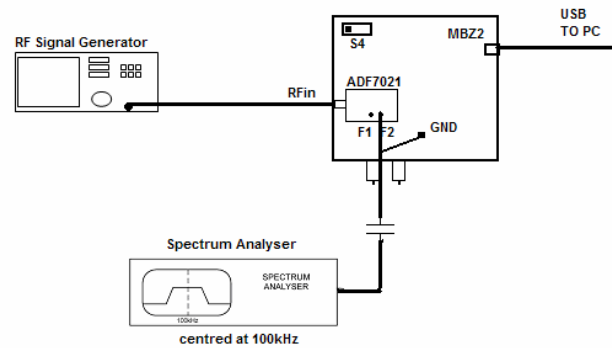 USB
TO PC
S4
MBZ2
RF Signal Generator
ADF7021
RFin
F1 F2
GND
Spectrum Analyser
SPECTRUM
ANALYSER
100kHz
centred at 100kHz